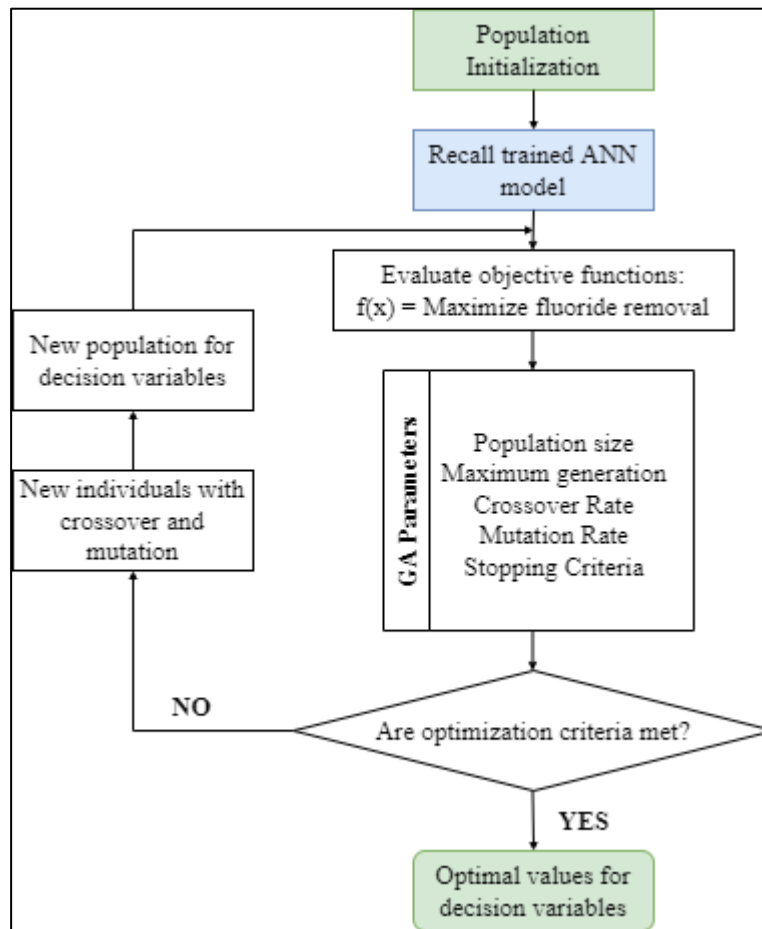 Population
Initialization
Recall trained ANN
model
Evaluate objective functions:
f(x) = Maximize fluoride removal
New population for
decision variables
GA Parameters
Population size
Maximum generation
Crossover Rate
Mutation Rate
Stopping Criteria
New individuals with
crossover and
mutation
NO
Are optimization criteria met?
YES
Optimal values for
decision variables